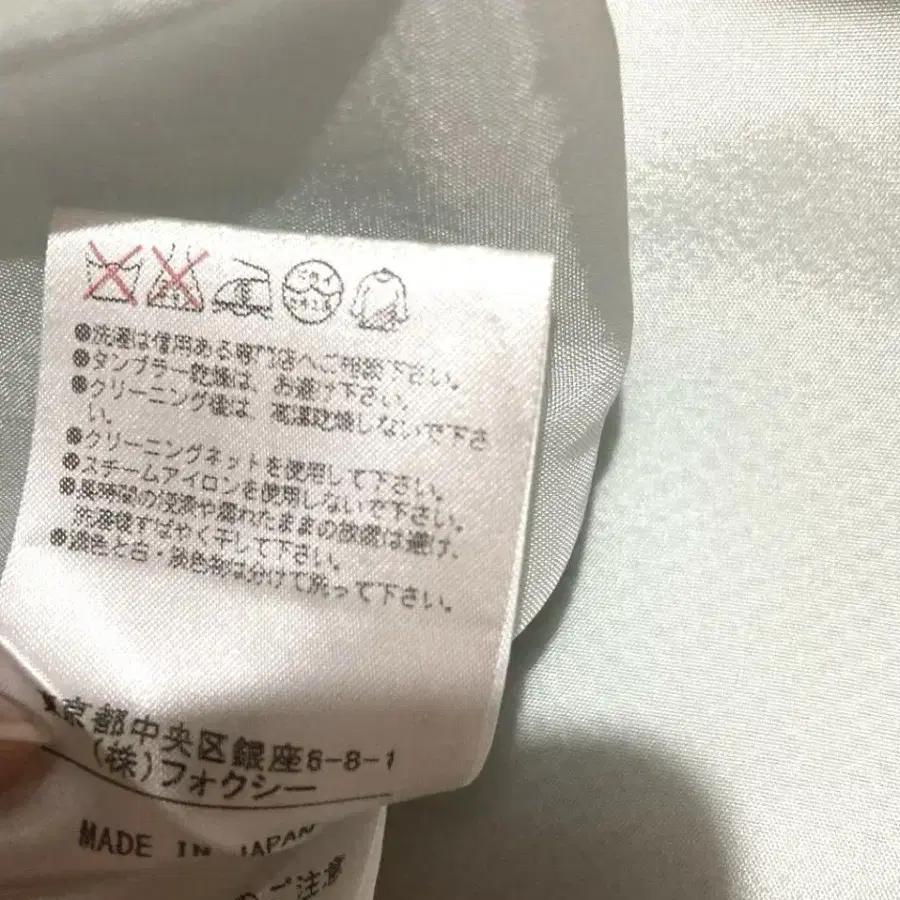 ●洗濯は信用ある専門店へご相談下さい。
●タンブラー乾燥は、お避け下さい。
●クリーニング後は、高温乾燥しないで下さ
い。
●クリーニングネットを使用して下さい。
●スチームアイロンを使用しないで下さい。
●長時間の浸漬や濡れたままの放置は避け、
洗濯後すばやく干して下さい。
●濃色と白・淡色物は分けて洗って下さい。
東京都中央区銀座6-8-1
(株)フォクシー
MADE IN JAPAN
ご注意